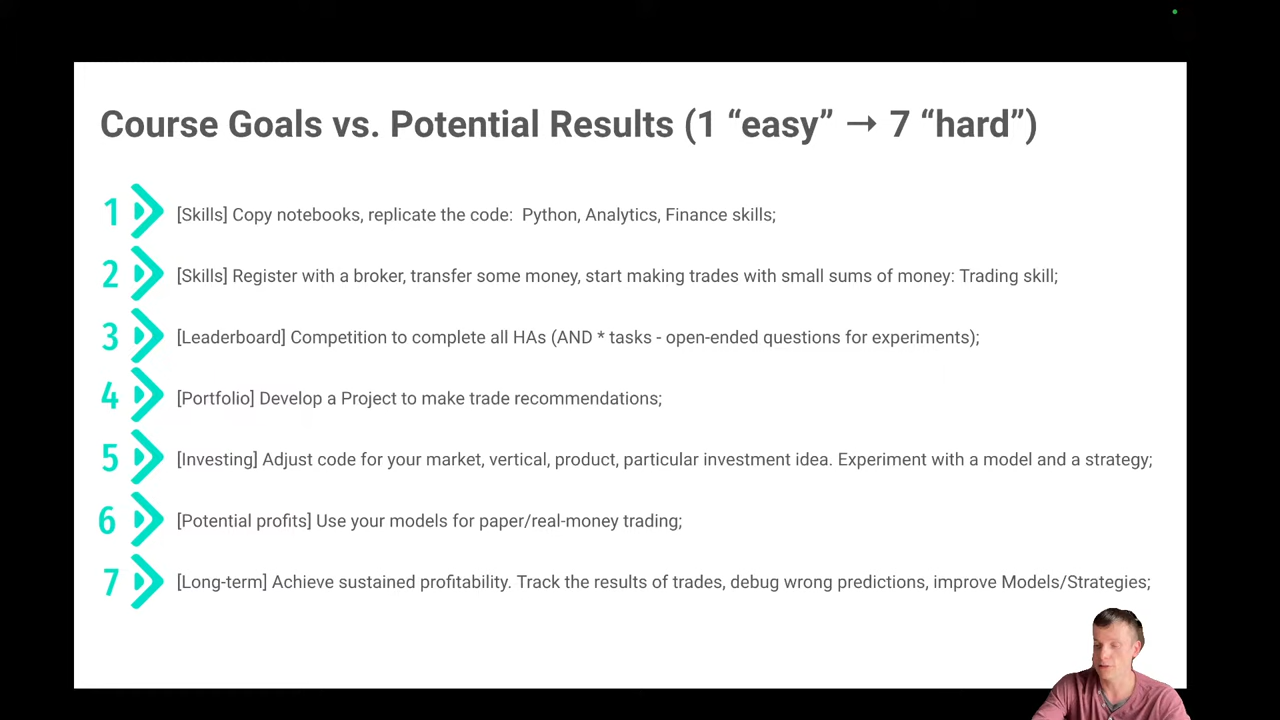 Course Goals vs. Potential Results (1 “easy” → 7 “hard”)
1 [Skills] Copy notebooks, replicate the code:  Python, Analytics, Finance skills;
2 [Skills] Register with a broker, transfer some money, start making trades with small sums of money: Trading skill;
3 [Leaderboard] Competition to complete all HAs (AND * tasks - open-ended questions for experiments);
4 [Portfolio] Develop a Project to make trade recommendations;
5 [Investing] Adjust code for your market, vertical, product, particular investment idea. Experiment with a model and a strategy;
6 [Potential profits] Use your models for paper/real-money trading;
7 [Long-term] Achieve sustained profitability. Track the results of trades, debug wrong predictions, improve Models/Strategies;